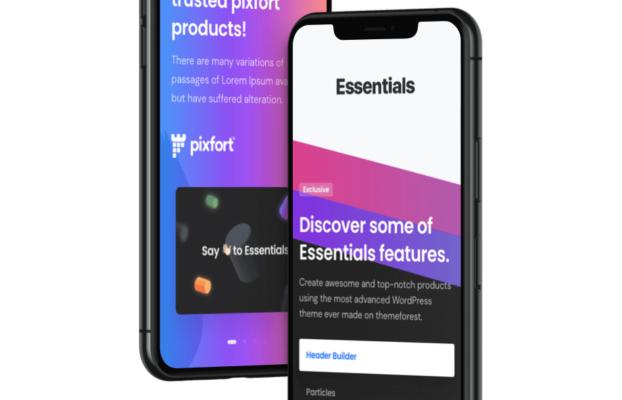 trusted pixfort
products!
There are many variations of
passages of Lorem Ipsum ava
but have suffered alteration.
pixfort
Say 👋🏻 to Essentials
Essentials
Exclusive
Discover some of
Essentials features.
Create awesome and top-notch products
using the most advanced WordPress
theme ever made on themeforest.
Header Builder
Particles